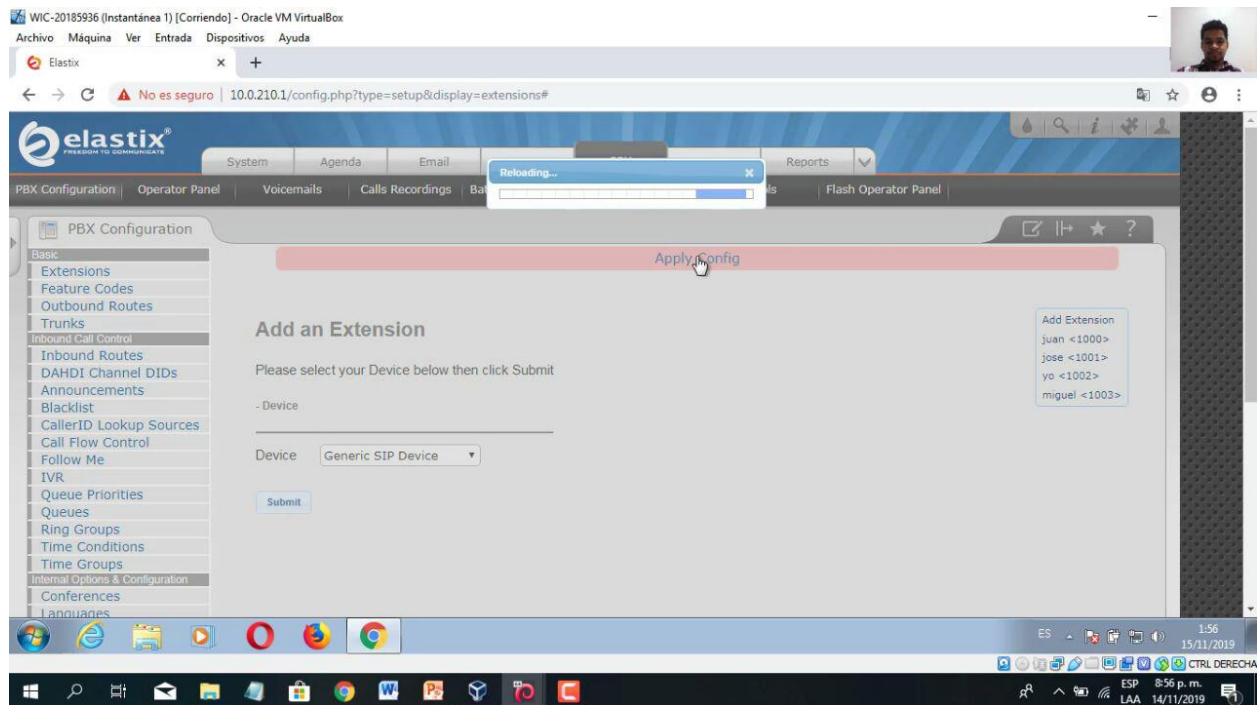 WIC-20185936 (Instantánea 1) [Corriendo] - Oracle VM VirtualBox
Archivo Máquina Ver Entrada Dispositivos Ayuda
Elastix
No es seguro 10.0.210.1/config.php?type=setup&display=extensions#
elastix®
FREEDOM TO COMMUNICATE
System Agenda Email Reports
Reloading...
PBX Configuration Operator Panel Voicemails Calls Recordings Flash Operator Panel
PBX Configuration
Apply Config
Basic
Extensions
Feature Codes
Outbound Routes
Trunks
Inbound Call Control
Inbound Routes
DAHDI Channel DIDs
Announcements
Blacklist
CallerID Lookup Sources
Call Flow Control
Follow Me
IVR
Queue Priorities
Queues
Ring Groups
Time Conditions
Time Groups
Internal Options & Configuration
Conferences
Languages
Add an Extension
Please select your Device below then click Submit
- Device
Device Generic SIP Device
Submit
Add Extension
juan <1000>
jose <1001>
yo <1002>
miguel <1003>
ES 1:56
15/11/2019
CTRL DERECHA
ESP 8:56 p. m.
LAA 14/11/2019